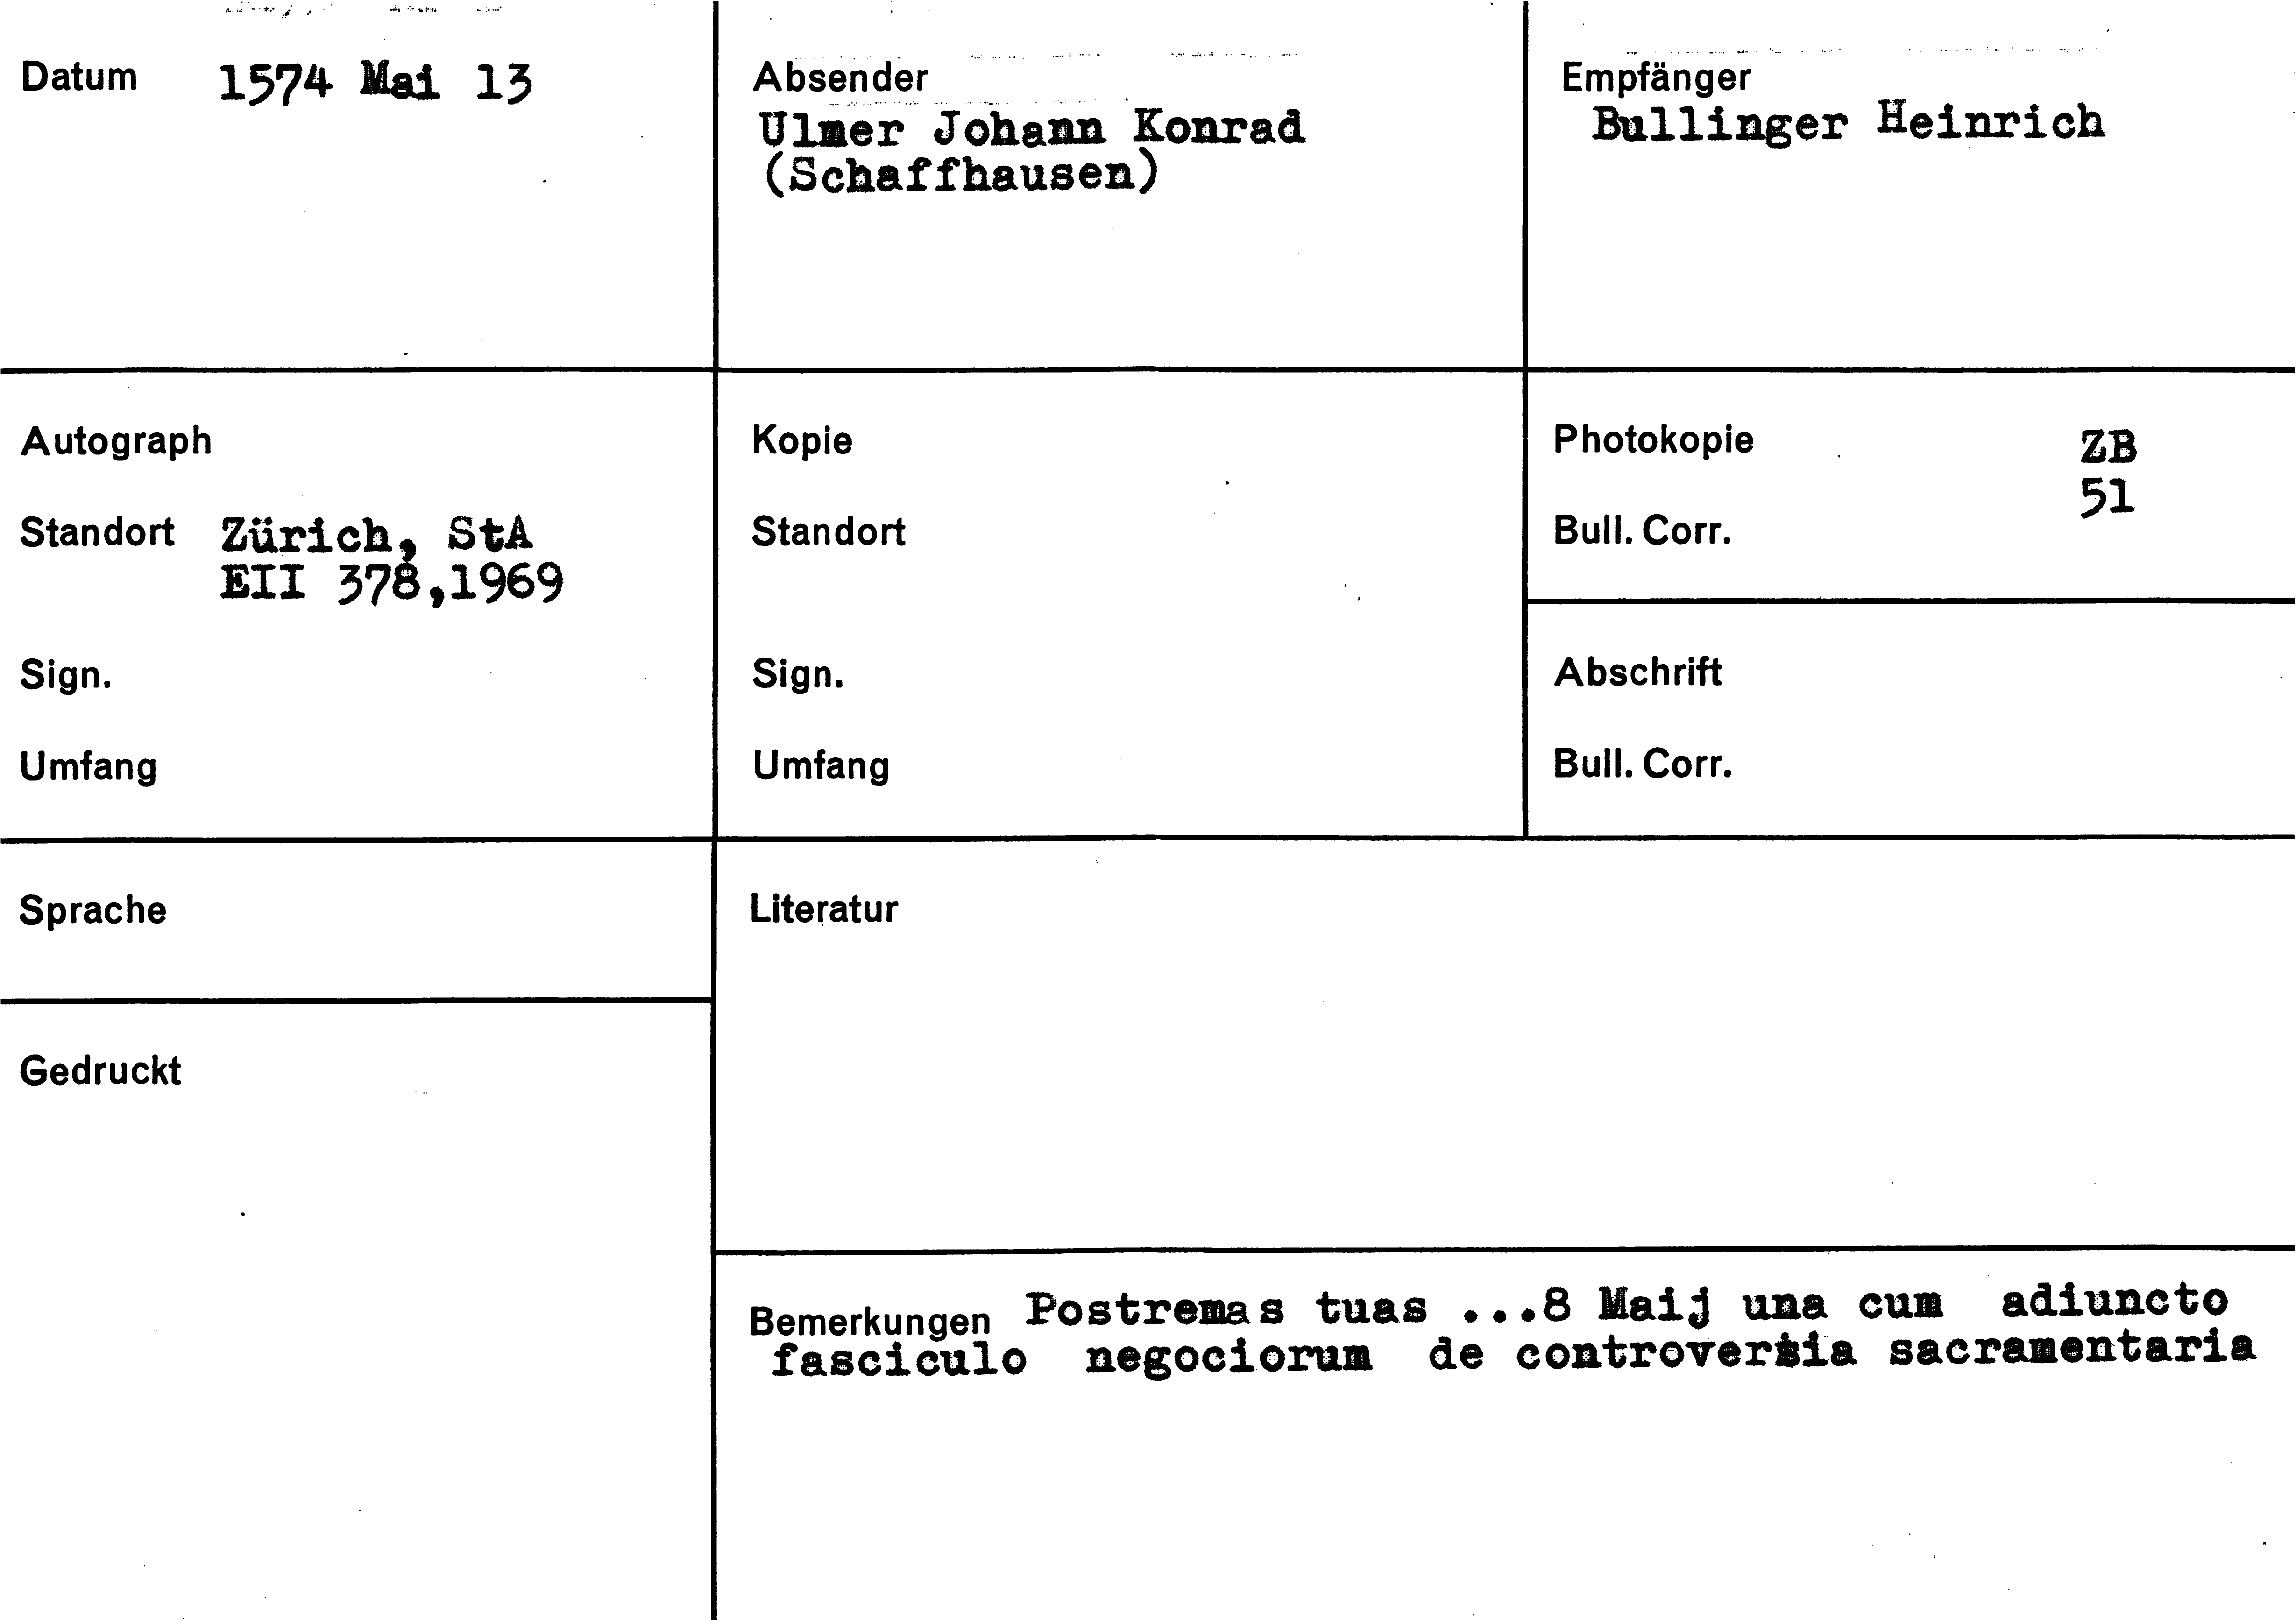 Datum 1574 Mai 13
Absender
Ulmer Johann Konrad
(Schaffhausen)
Empfänger
Bullinger Heinrich
Autograph
Standort Zürich, StA
EII 378,1969
Sign.
Umfang
Kopie
Standort
Sign.
Umfang
Photokopie ZB
51
Bull. Corr.
Abschrift
Bull. Corr.
Sprache
Literatur
Gedruckt
Bemerkungen Postremas tuas ...8 Maij una cum adiuncto
fasciculo negociorum de controversia sacramentaria